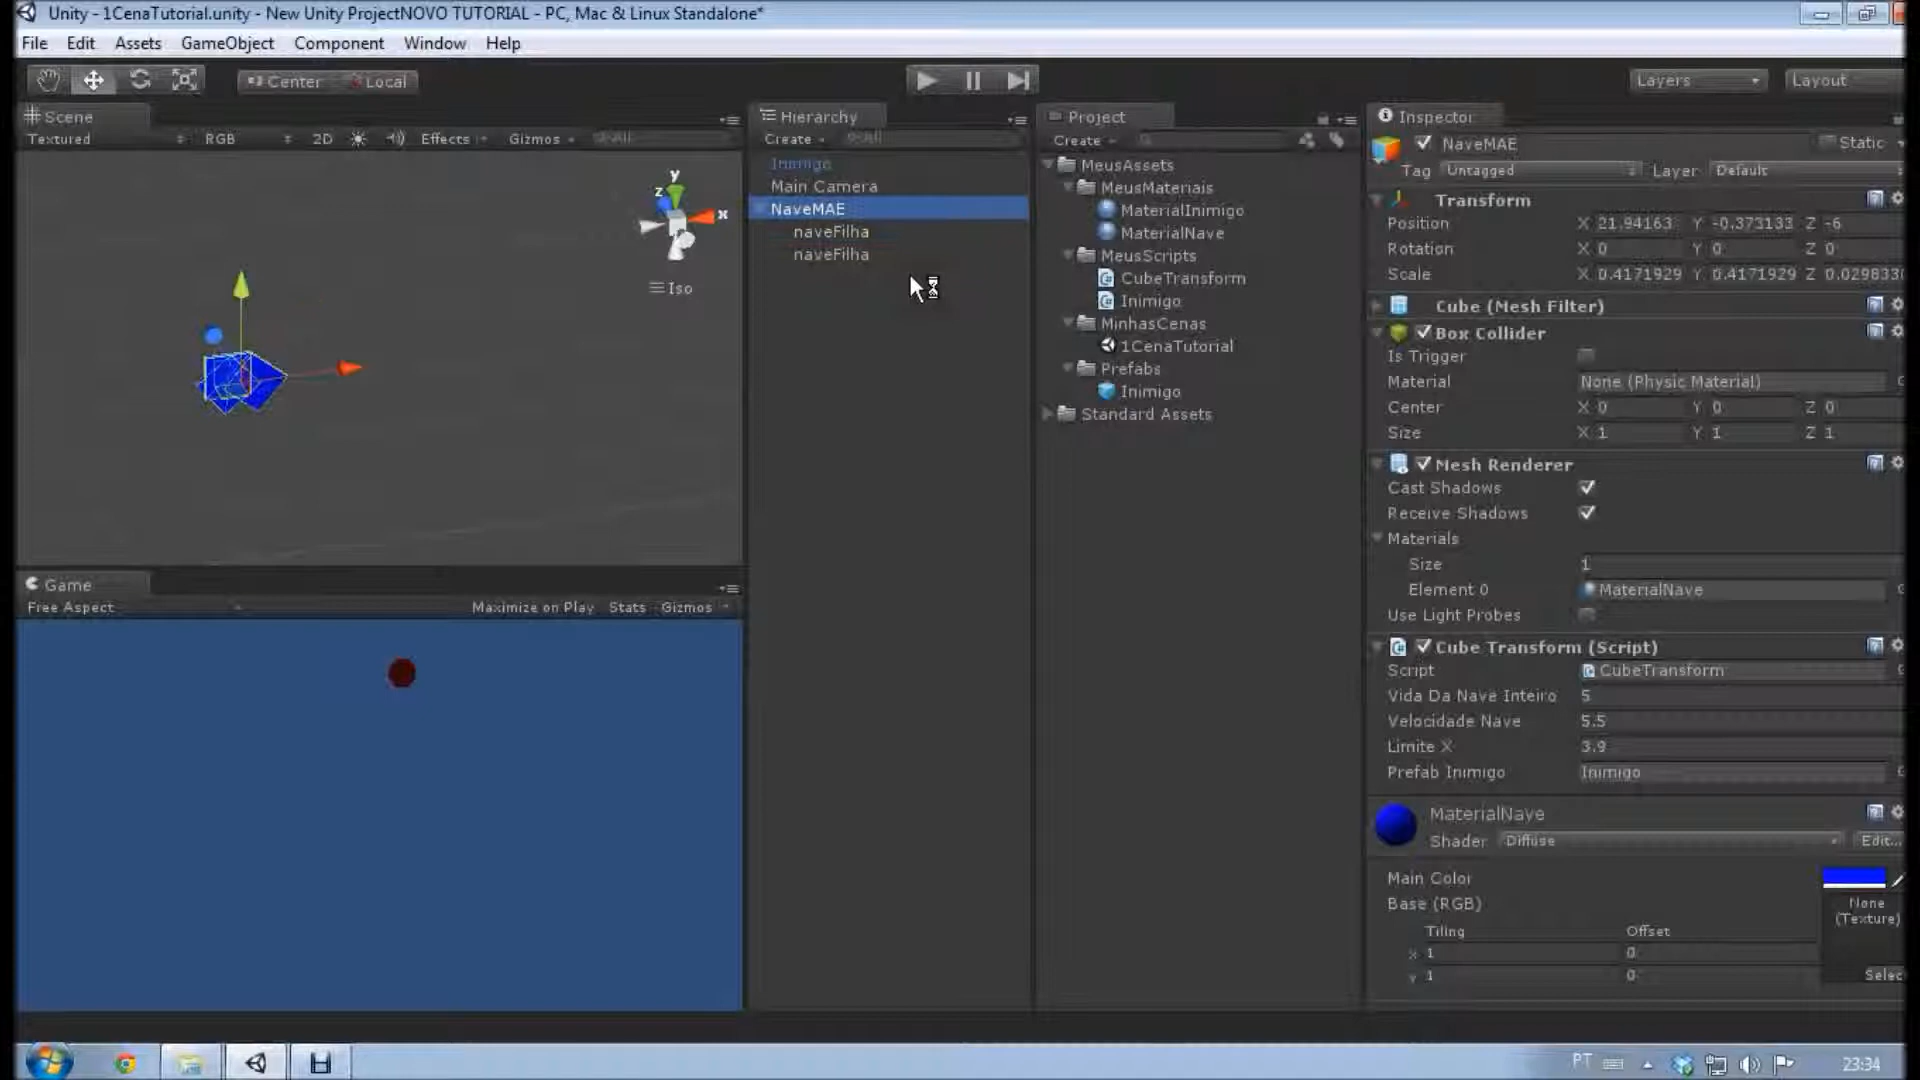 Unity - 1CenaTutorial.unity - New Unity ProjectNOVO TUTORIAL - PC, Mac & Linux Standalone*
File Edit Assets GameObject Component Window Help
Center Local
Layers Layout
Scene
Textured RGB 2D Effects Gizmos All
y
z
x
Iso
Game
Free Aspect Maximize on Play Stats Gizmos
Hierarchy
Create All
Inimigo
Main Camera
NaveMAE
naveFilha
naveFilha
Project
Create
MeusAssets
MeusMateriais
MaterialInimigo
MaterialNave
MeusScripts
CubeTransform
Inimigo
MinhasCenas
1CenaTutorial
Prefabs
Inimigo
Standard Assets
Inspector
NaveMAE Static
Tag Untagged Layer Default
Transform
Position X 21.94163 Y -0.373133 Z -6
Rotation X 0 Y 0 Z 0
Scale X 0.4171929 Y 0.4171929 Z 0.0298330
Cube (Mesh Filter)
Box Collider
Is Trigger
Material None (Physic Material)
Center X 0 Y 0 Z 0
Size X 1 Y 1 Z 1
Mesh Renderer
Cast Shadows
Receive Shadows
Materials
Size 1
Element 0 MaterialNave
Use Light Probes
Cube Transform (Script)
Script CubeTransform
Vida Da Nave Inteiro 5
Velocidade Nave 5.5
Limite X 3.9
Prefab Inimigo Inimigo
MaterialNave
Shader Diffuse Edit...
Main Color
Base (RGB) None
(Texture)
Tiling Offset
x 1 0
y 1 0
Selec
PT 23:34